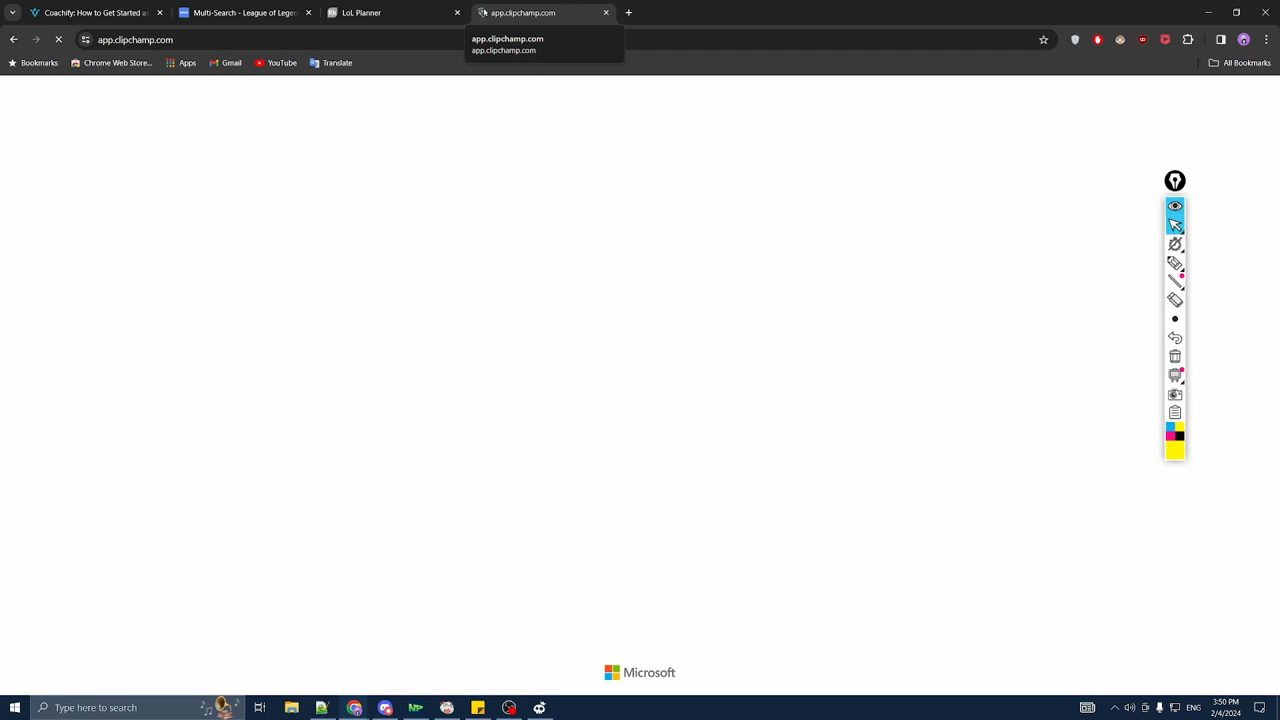 Coachify: How to Get Started as
Multi-Search - League of Legen
LoL Planner
app.clipchamp.com
app.clipchamp.com
app.clipchamp.com
app.clipchamp.com
Bookmarks
Chrome Web Store...
Apps
Gmail
YouTube
Translate
All Bookmarks
Microsoft
Type here to search
ENG
3:50 PM
2/4/2024